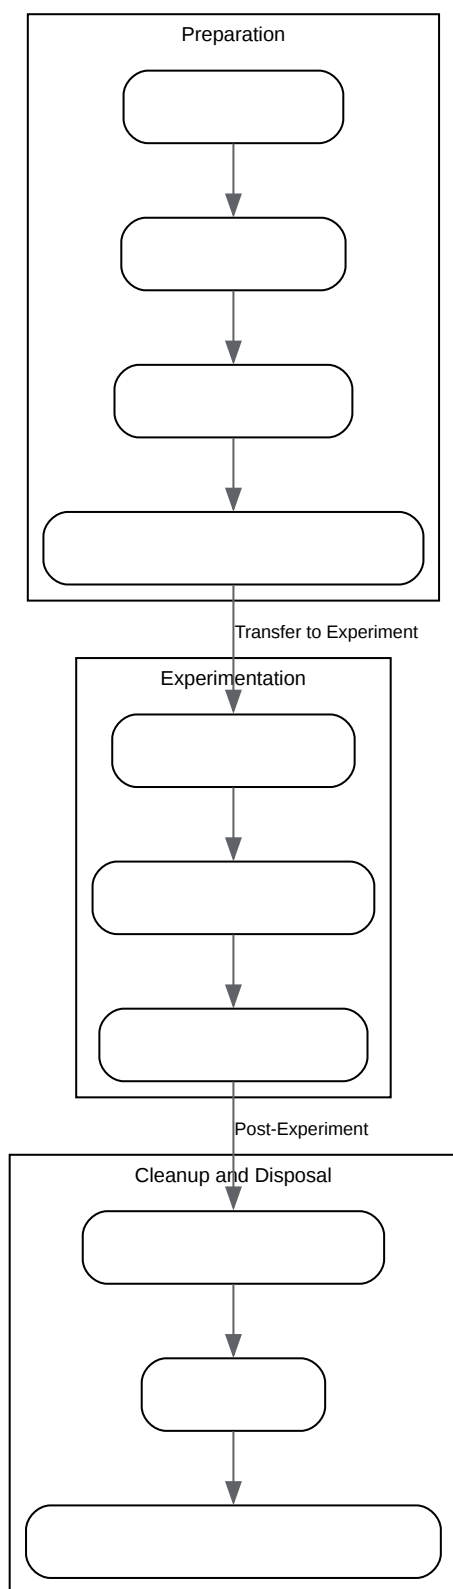 Preparation
Transfer to Experiment
Experimentation
Post-Experiment
Cleanup and Disposal